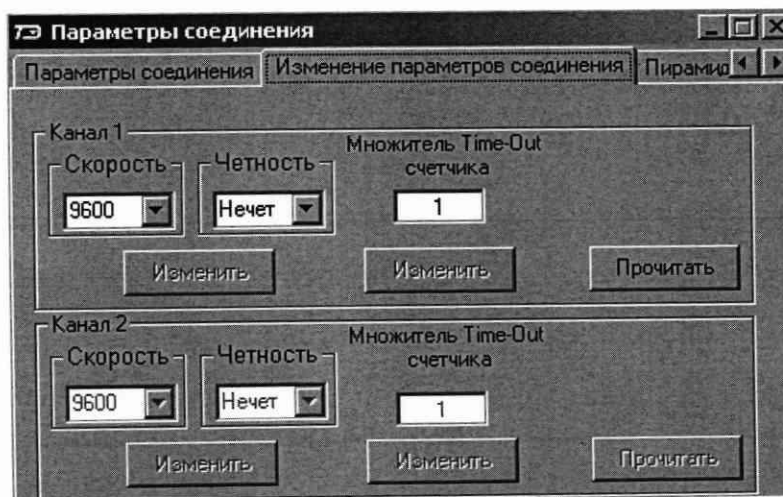 Параметры соединения
Параметры соединения Изменение параметров соединения
Канал 1
Скорость Четность Множитель Time-Out счетчика
9600 Нечет 1
Изменить Изменить Прочитать
Канал 2
Скорость Четность Множитель Time-Out счетчика
9600 Нечет 1
Изменить Изменить Прочитать